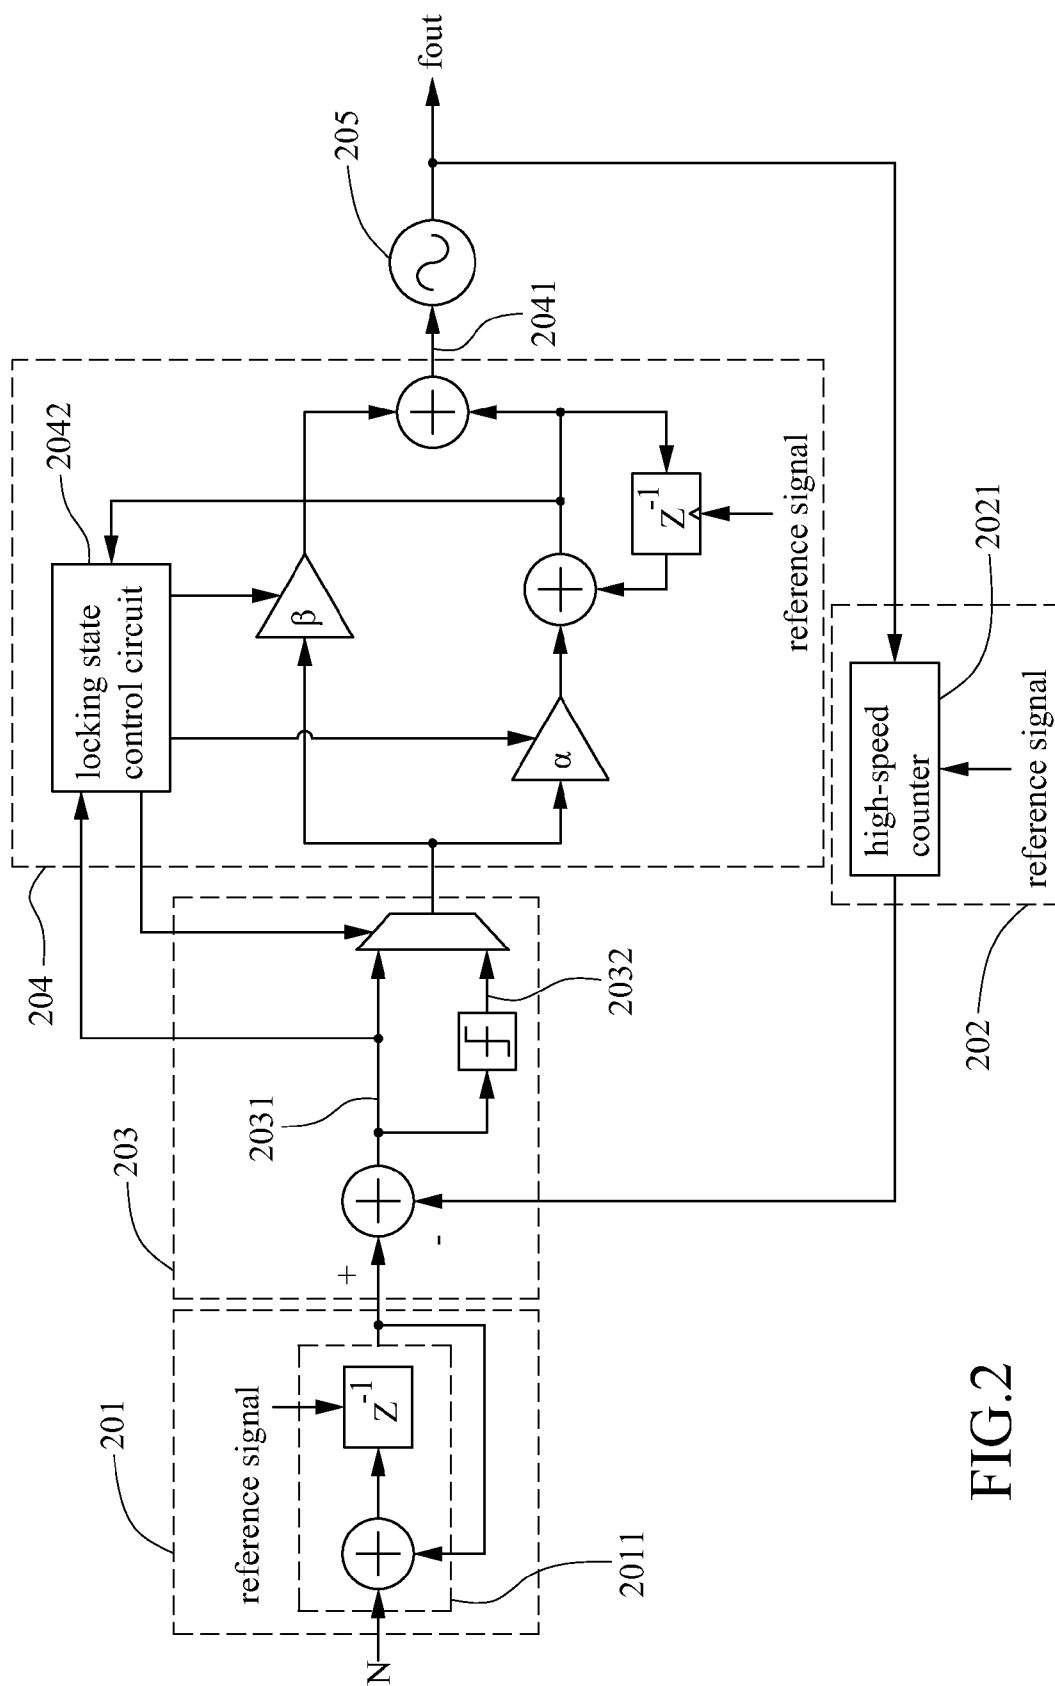 201
reference signal
N
Z-1
2011
+
-
203
2031
2032
204
locking state
control circuit
2042
β
α
Z-1
reference signal
2041
205
fout
high-speed
counter
2021
reference signal
202
FIG.2